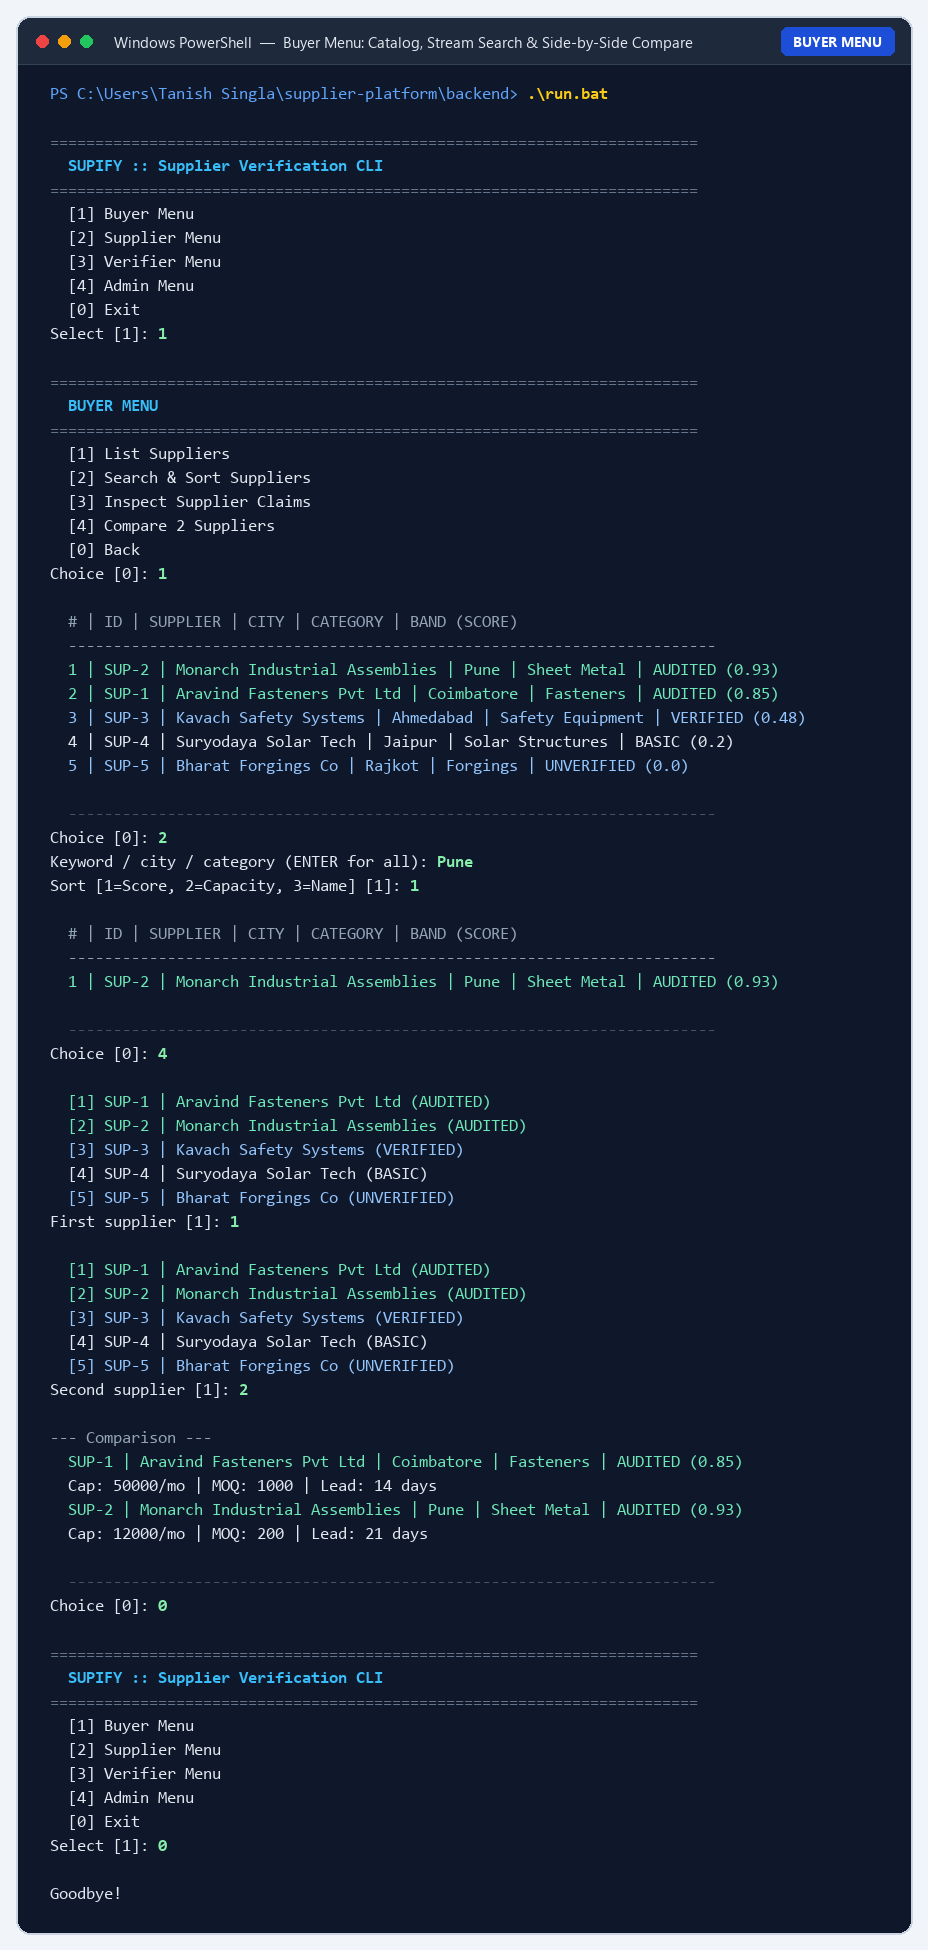 Windows PowerShell — Buyer Menu: Catalog, Stream Search & Side-by-Side Compare
BUYER MENU
PS C:\Users\Tanish Singla\supplier-platform\backend> .\run.bat
========================================================================
SUPIFY :: Supplier Verification CLI
========================================================================
[1] Buyer Menu
[2] Supplier Menu
[3] Verifier Menu
[4] Admin Menu
[0] Exit
Select [1]: 1
========================================================================
BUYER MENU
========================================================================
[1] List Suppliers
[2] Search & Sort Suppliers
[3] Inspect Supplier Claims
[4] Compare 2 Suppliers
[0] Back
Choice [0]: 1
# | ID | SUPPLIER | CITY | CATEGORY | BAND (SCORE)
------------------------------------------------------------------------
1 | SUP-2 | Monarch Industrial Assemblies | Pune | Sheet Metal | AUDITED (0.93)
2 | SUP-1 | Aravind Fasteners Pvt Ltd | Coimbatore | Fasteners | AUDITED (0.85)
3 | SUP-3 | Kavach Safety Systems | Ahmedabad | Safety Equipment | VERIFIED (0.48)
4 | SUP-4 | Suryodaya Solar Tech | Jaipur | Solar Structures | BASIC (0.2)
5 | SUP-5 | Bharat Forgings Co | Rajkot | Forgings | UNVERIFIED (0.0)
------------------------------------------------------------------------
Choice [0]: 2
Keyword / city / category (ENTER for all): Pune
Sort [1=Score, 2=Capacity, 3=Name] [1]: 1
# | ID | SUPPLIER | CITY | CATEGORY | BAND (SCORE)
------------------------------------------------------------------------
1 | SUP-2 | Monarch Industrial Assemblies | Pune | Sheet Metal | AUDITED (0.93)
------------------------------------------------------------------------
Choice [0]: 4
[1] SUP-1 | Aravind Fasteners Pvt Ltd (AUDITED)
[2] SUP-2 | Monarch Industrial Assemblies (AUDITED)
[3] SUP-3 | Kavach Safety Systems (VERIFIED)
[4] SUP-4 | Suryodaya Solar Tech (BASIC)
[5] SUP-5 | Bharat Forgings Co (UNVERIFIED)
First supplier [1]: 1
[1] SUP-1 | Aravind Fasteners Pvt Ltd (AUDITED)
[2] SUP-2 | Monarch Industrial Assemblies (AUDITED)
[3] SUP-3 | Kavach Safety Systems (VERIFIED)
[4] SUP-4 | Suryodaya Solar Tech (BASIC)
[5] SUP-5 | Bharat Forgings Co (UNVERIFIED)
Second supplier [1]: 2
--- Comparison ---
SUP-1 | Aravind Fasteners Pvt Ltd | Coimbatore | Fasteners | AUDITED (0.85)
Cap: 50000/mo | MOQ: 1000 | Lead: 14 days
SUP-2 | Monarch Industrial Assemblies | Pune | Sheet Metal | AUDITED (0.93)
Cap: 12000/mo | MOQ: 200 | Lead: 21 days
------------------------------------------------------------------------
Choice [0]: 0
========================================================================
SUPIFY :: Supplier Verification CLI
========================================================================
[1] Buyer Menu
[2] Supplier Menu
[3] Verifier Menu
[4] Admin Menu
[0] Exit
Select [1]: 0
Goodbye!